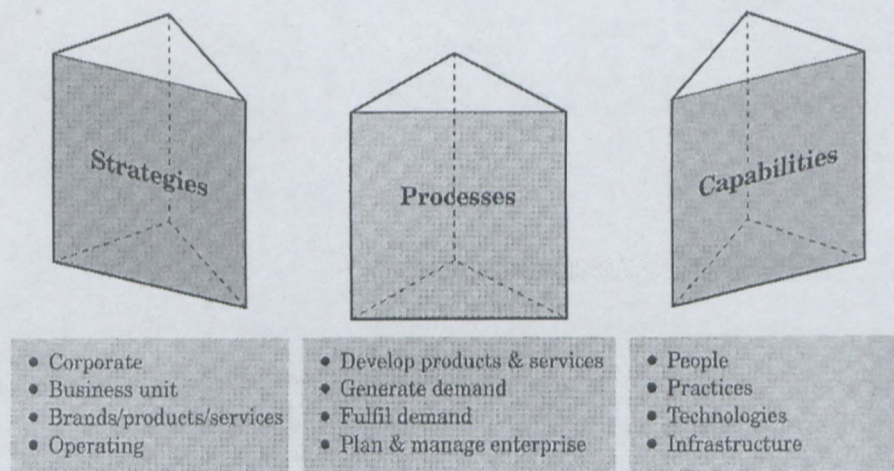 Strategies
Processes
Capabilities
• Corporate
• Business unit
• Brands/products/services
• Operating
• Develop products & services
• Generate demand
• Fulfil demand
• Plan & manage enterprise
• People
• Practices
• Technologies
• Infrastructure